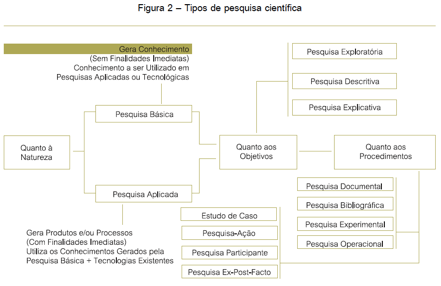 Figura 2 – Tipos de pesquisa científica
Gera Conhecimento
(Sem Finalidades Imediatas)
Conhecimento a ser Utilizado em
Pesquisas Aplicadas ou Tecnológicas
Pesquisa Exploratória
Pesquisa Descritiva
Pesquisa Explicativa
Pesquisa Básica
Quanto à
Natureza
Quanto aos
Objetivos
Quanto aos
Procedimentos
Pesquisa Aplicada
Gera Produtos e/ou Processos
(Com Finalidades Imediatas)
Utiliza os Conhecimentos Gerados pela
Pesquisa Básica + Tecnologias Existentes
Estudo de Caso
Pesquisa-Ação
Pesquisa Participante
Pesquisa Ex-Post-Facto
Pesquisa Documental
Pesquisa Bibliográfica
Pesquisa Experimental
Pesquisa Operacional